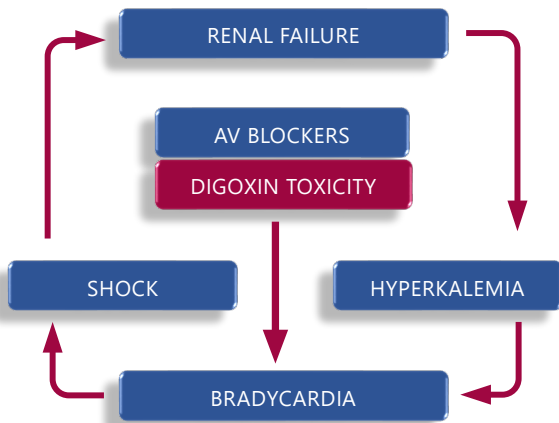 RENAL FAILURE
AV BLOCKERS
DIGOXIN TOXICITY
SHOCK
HYPERKALEMIA
BRADYCARDIA